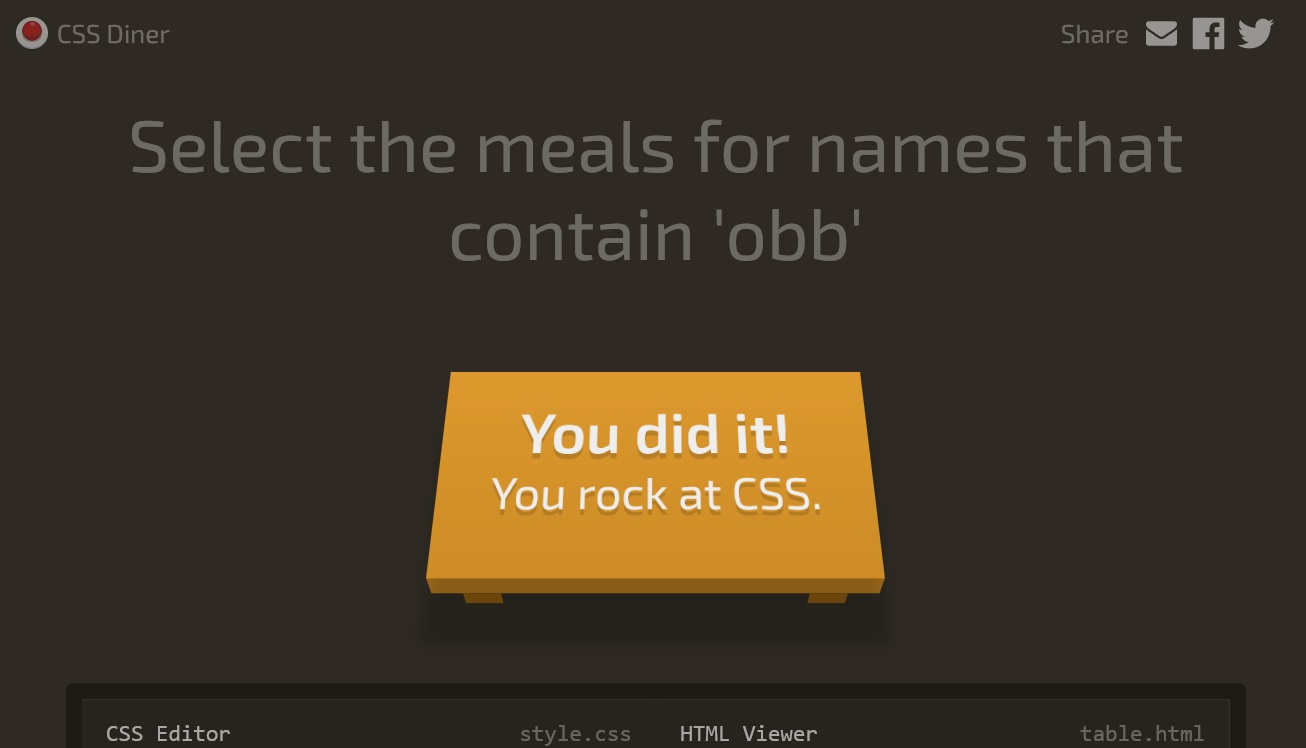 CSS Diner
Share
Select the meals for names that
contain 'obb'
You did it!
You rock at CSS.
CSS Editor style.css HTML Viewer table.html